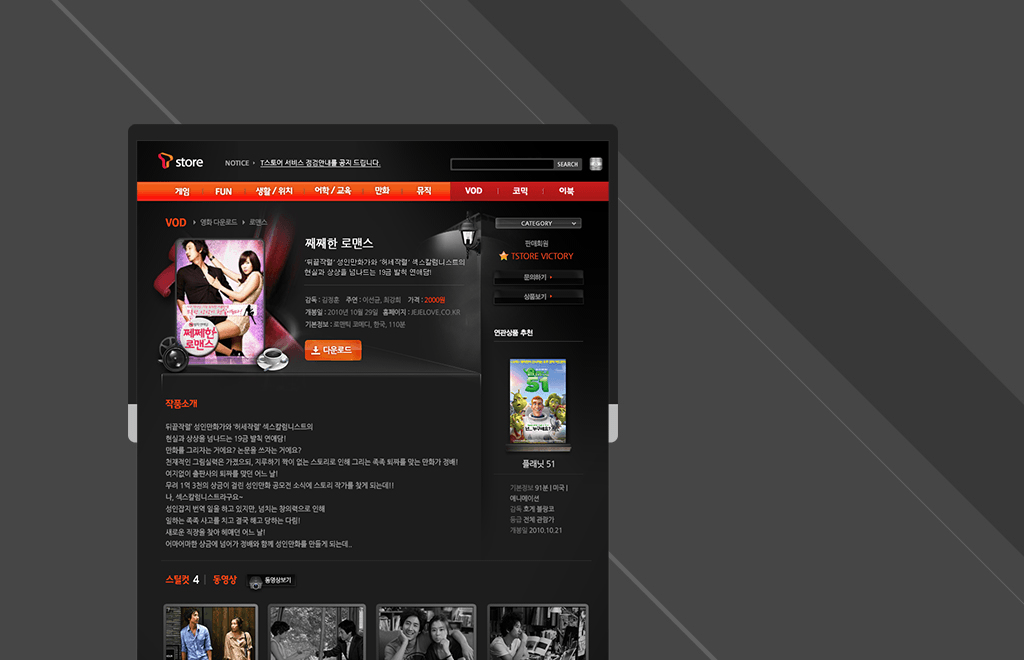 T store
NOTICE
T스토어 서비스 점검안내를 공지 드립니다.
SEARCH
게임 FUN 생활 / 위치 어학 / 교육 만화 뮤직 VOD 코믹 이북
VOD 영화 다운로드 로맨스
CATEGORY
판매회원
TSTORE VICTORY
문의하기
상품보기
쩨쩨한 로맨스
'뒤끝작렬' 성인만화가와 '허세작렬' 섹스칼럼니스트의
현실과 상상을 넘나드는 19금 발칙 연애담!
감독 : 김정훈 주연 : 이선균, 최강희 가격 : 2000원
개봉일 : 2010년 10월 29일 홈페이지 : JEJELOVE.CO.KR
기본정보 : 로맨틱 코메디, 한국, 110분
다운로드
쩨쩨한
로맨스
연관상품 추천
51
플래닛 51
기본정보 91분 | 미국 |
애니메이션
감독 호게 블랑코
등급 전체 관람가
개봉일 2010.10.21
작품소개
뒤끝작렬' 성인만화가와 '허세작렬' 섹스칼럼니스트의
현실과 상상을 넘나드는 19금 발칙 연애담!
만화를 그리자는 거에요? 논문을 쓰자는 거에요?
천재적인 그림실력은 가졌으되, 지루하기 짝이 없는 스토리로 인해 그리는 족족 퇴짜를 맞는 만화가 정배!
여지없이 출판사의 퇴짜를 맞던 어느 날!
무려 1억 3천의 상금이 걸린 성인만화 공모전 소식에 스토리 작가를 찾게 되는데!!
나, 섹스칼럼니스트라구요~
성인잡지 번역 일을 하고 있지만, 넘치는 창의력으로 인해
일하는 족족 사고를 치고 결국 해고 당하는 다림!
새로운 직장을 찾아 헤매던 어느 날!
어마어마한 상금에 넘어가 정배와 함께 성인만화를 만들게 되는데..
스틸컷 4 | 동영상 동영상보기